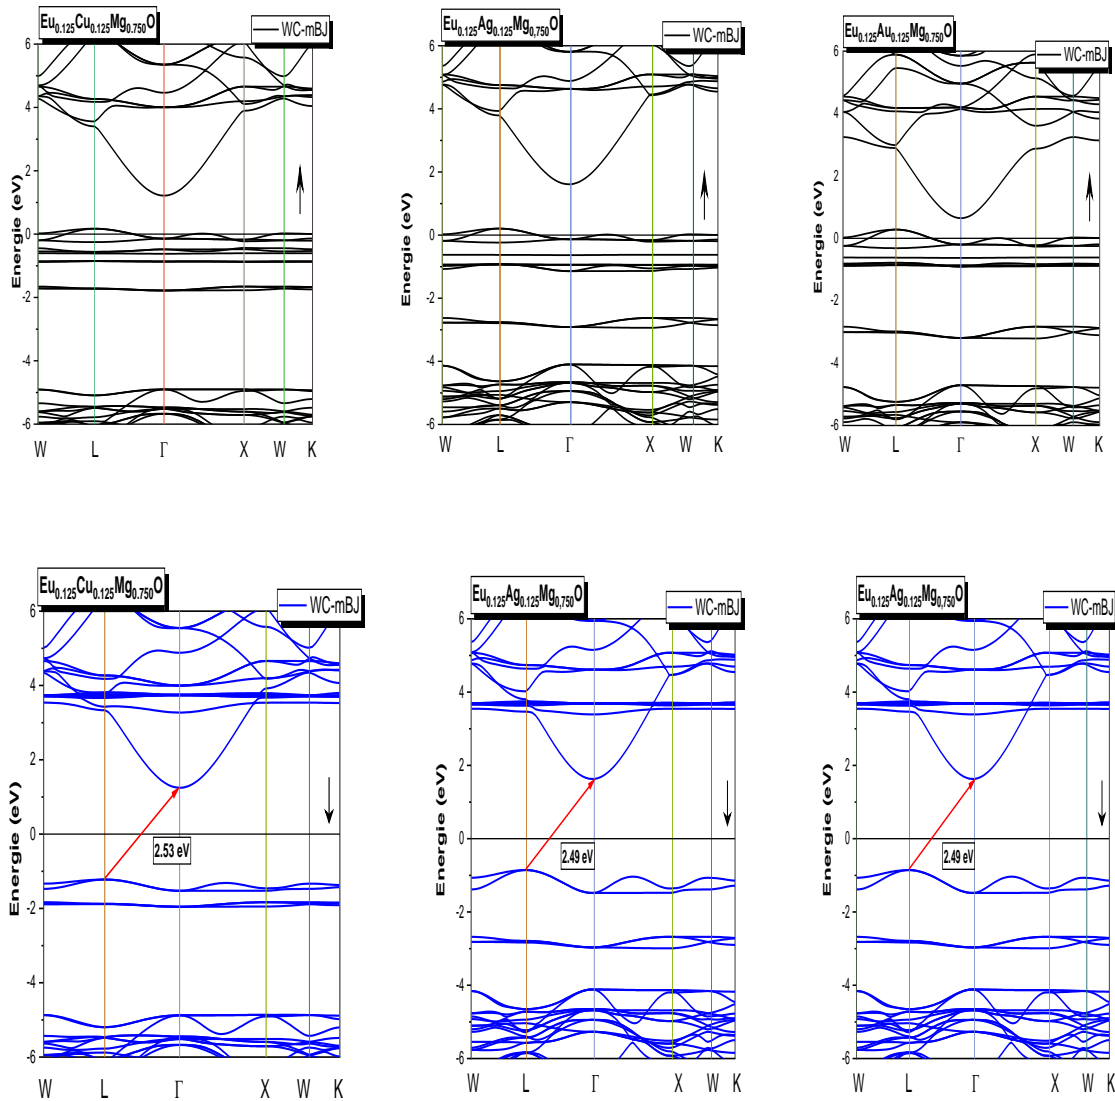 Eu0.125Cu0.125Mg0.750O
WC-mBJ
Energie (eV)
6
4
2
0
-2
-4
-6
W L Γ X W K
Eu0.125Ag0.125Mg0,750O
WC-mBJ
Energie (eV)
6
4
2
0
-2
-4
-6
W L Γ X W K
Eu0.125Au0.125Mg0.750O
WC-mBJ
Energie (eV)
6
4
2
0
-2
-4
-6
W L Γ X W K
Eu0.125Cu0.125Mg0.750O
WC-mBJ
Energie (eV)
6
4
2
0
-2
-4
-6
2.53 eV
W L Γ X W K
Eu0.125Ag0.125Mg0,750O
WC-mBJ
Energie (eV)
6
4
2
0
-2
-4
-6
2.49 eV
W L Γ X W K
Eu0.125Ag0.125Mg0,750O
WC-mBJ
Energie (eV)
6
4
2
0
-2
-4
-6
2.49 eV
W L Γ X W K